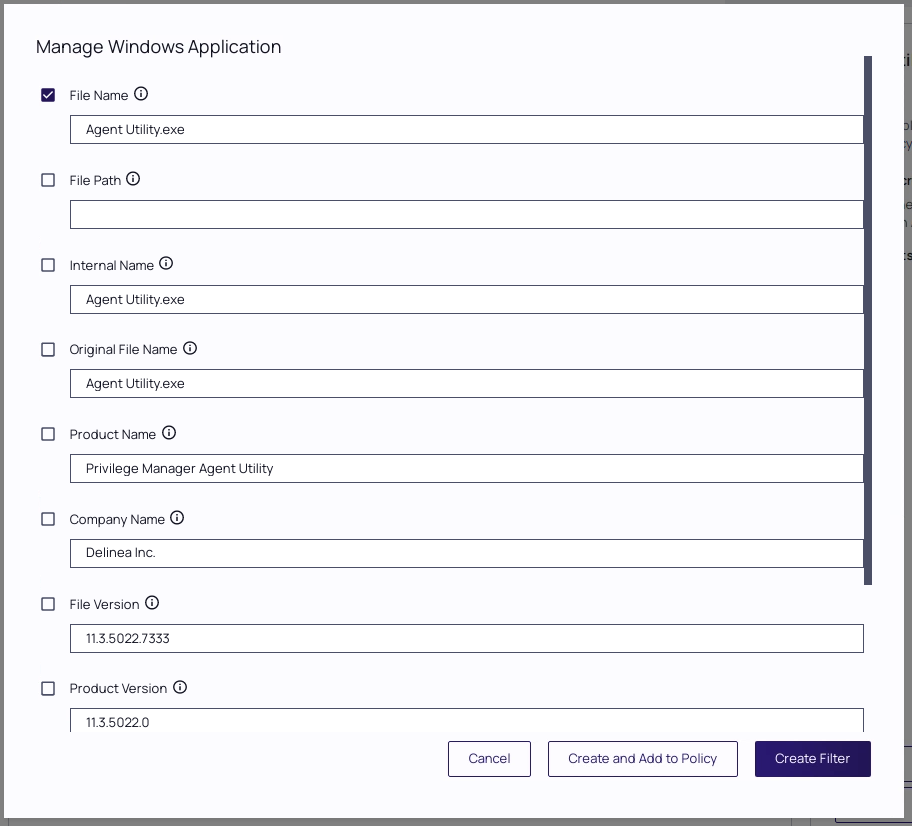 Manage Windows Application
File Name
Agent Utility.exe
File Path
Internal Name
Agent Utility.exe
Original File Name
Agent Utility.exe
Product Name
Privilege Manager Agent Utility
Company Name
Delinea Inc.
File Version
11.3.5022.7333
Product Version
11.3.5022.0
Cancel
Create and Add to Policy
Create Filter